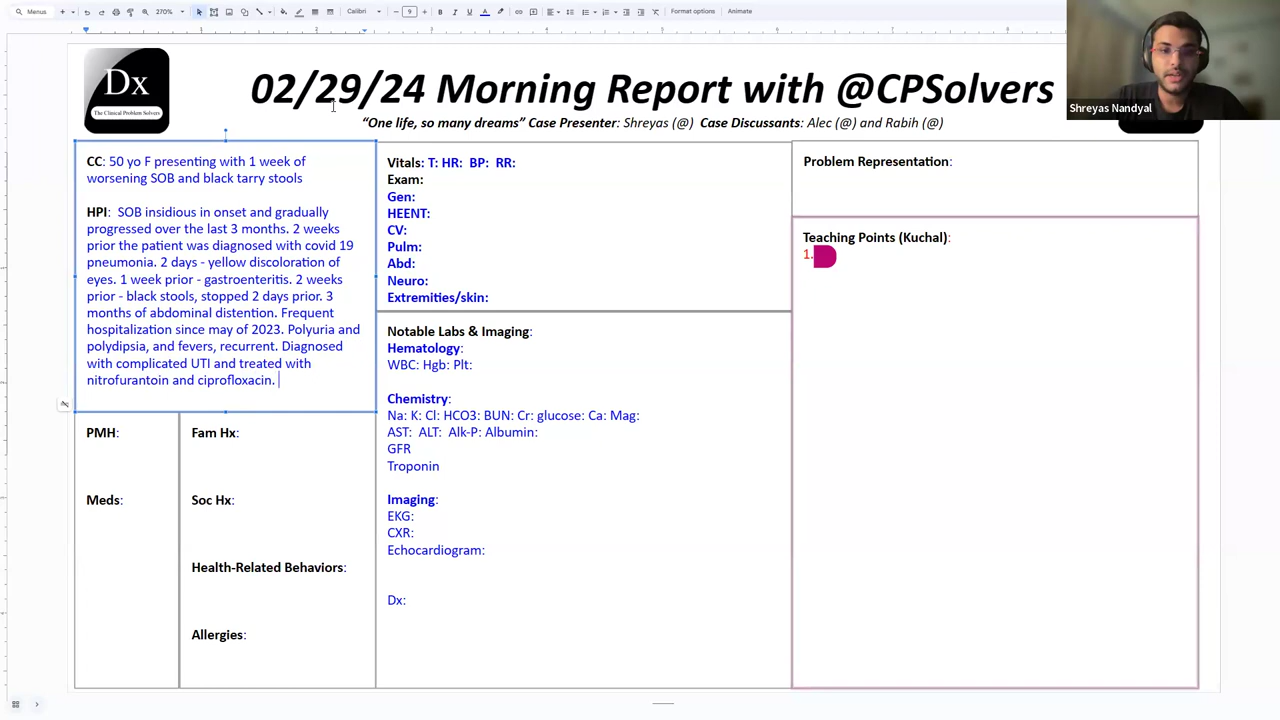 Menus
270%
Calibri
9
Format options
Animate
Dx
The Clinical Problem Solvers
02/29/24 Morning Report with @CPSolvers
“One life, so many dreams” Case Presenter: Shreyas (@) Case Discussants: Alec (@) and Rabih (@)
Shreyas Nandyal
CC: 50 yo F presenting with 1 week of
worsening SOB and black tarry stools
HPI: SOB insidious in onset and gradually
progressed over the last 3 months. 2 weeks
prior the patient was diagnosed with covid 19
pneumonia. 2 days - yellow discoloration of
eyes. 1 week prior - gastroenteritis. 2 weeks
prior - black stools, stopped 2 days prior. 3
months of abdominal distention. Frequent
hospitalization since may of 2023. Polyuria and
polydipsia, and fevers, recurrent. Diagnosed
with complicated UTI and treated with
nitrofurantoin and ciprofloxacin.
PMH:
Meds:
Fam Hx:
Soc Hx:
Health-Related Behaviors:
Allergies:
Vitals: T: HR: BP: RR:
Exam:
Gen:
HEENT:
CV:
Pulm:
Abd:
Neuro:
Extremities/skin:
Notable Labs & Imaging:
Hematology:
WBC: Hgb: Plt:
Chemistry:
Na: K: Cl: HCO3: BUN: Cr: glucose: Ca: Mag:
AST: ALT: Alk-P: Albumin:
GFR
Troponin
Imaging:
EKG:
CXR:
Echocardiogram:
Dx:
Problem Representation:
Teaching Points (Kuchal):
1.